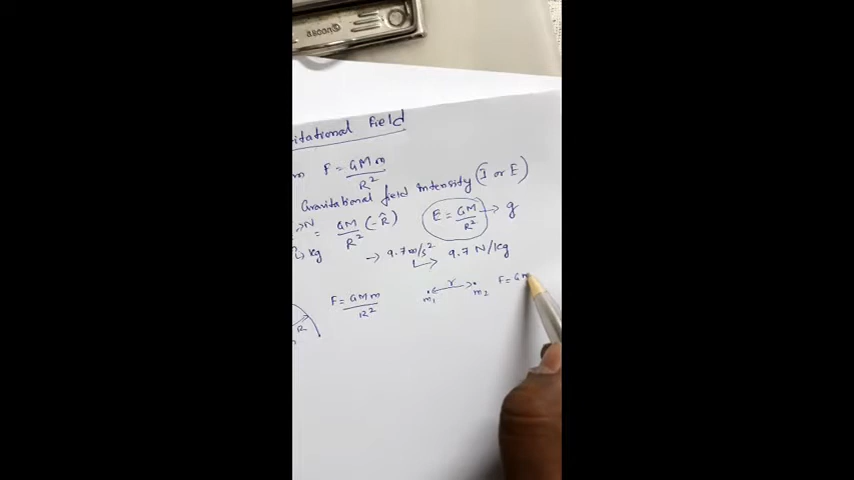 ascon®
itational field
m F = GMm/R²
Gravitational field Intensity (I or E)
→ N = GM/R² (-R̂) E = GM/R² → g
kg → 9.7 m/s² → 9.7 N/kg
R F = GMm/R² m₁ r m₂ F = Gm